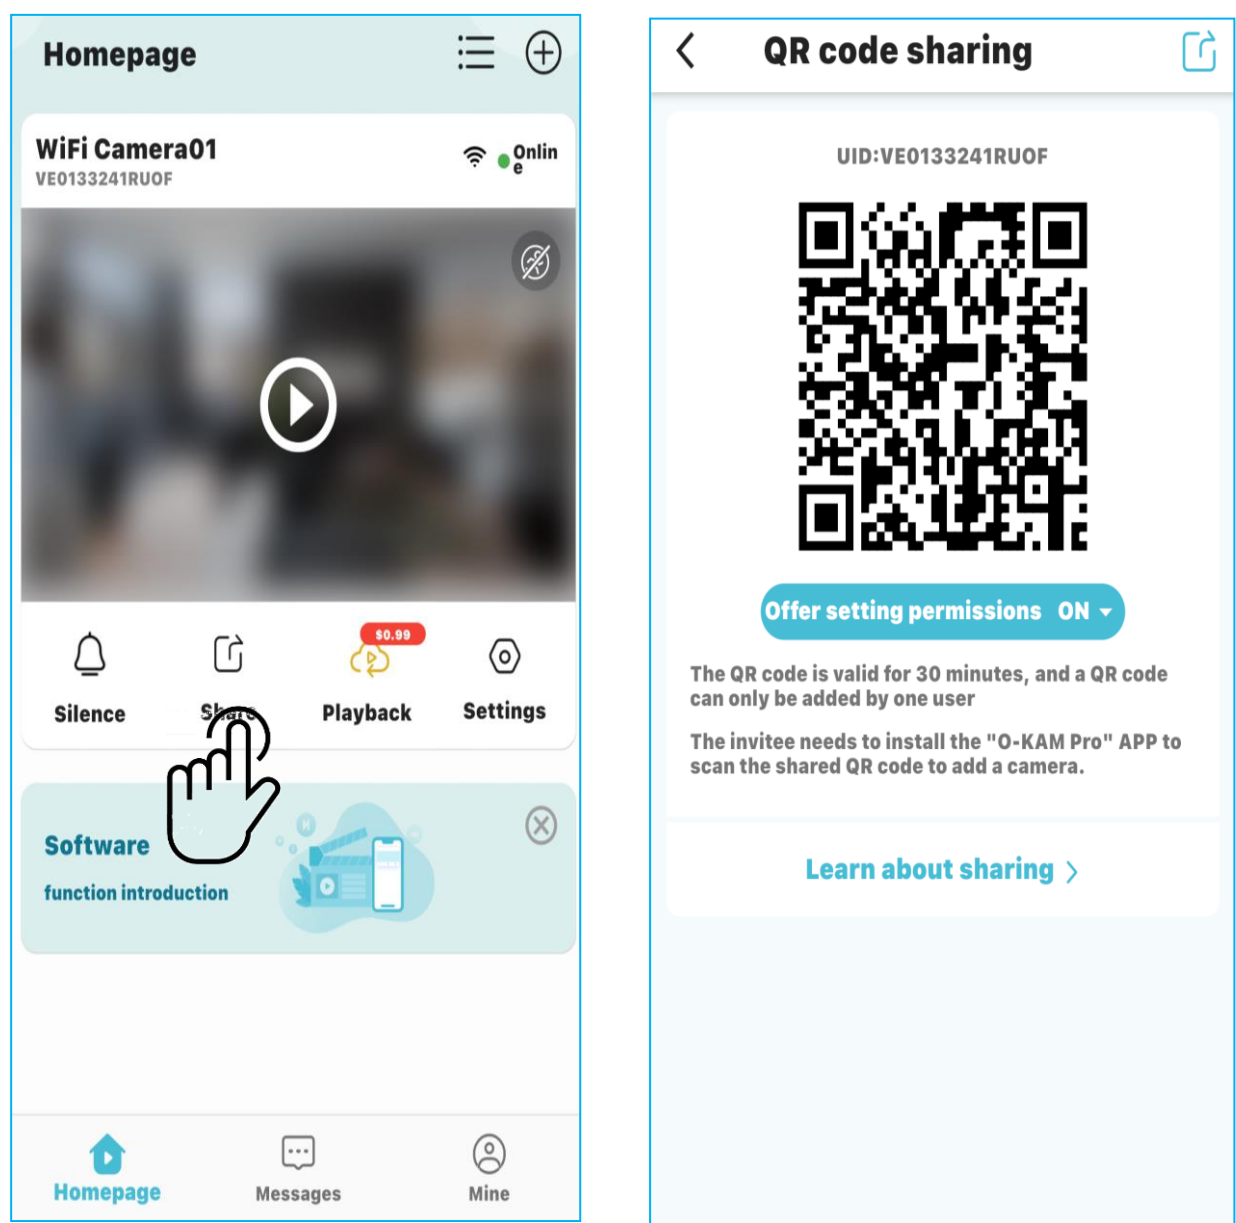 Homepage
WiFi Camera01
VE0133241RUOF
Onlin
e
$0.99
Silence
Share
Playback
Settings
Software
function introduction
Homepage
Messages
Mine
QR code sharing
UID:VE0133241RUOF
Offer setting permissions ON
The QR code is valid for 30 minutes, and a QR code
can only be added by one user
The invitee needs to install the "O-KAM Pro" APP to
scan the shared QR code to add a camera.
Learn about sharing >